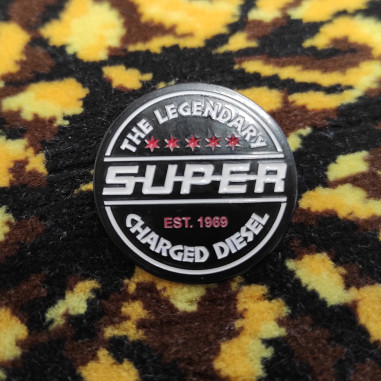 THE LEGENDARY
SUPER
EST. 1969
CHARGED DIESEL